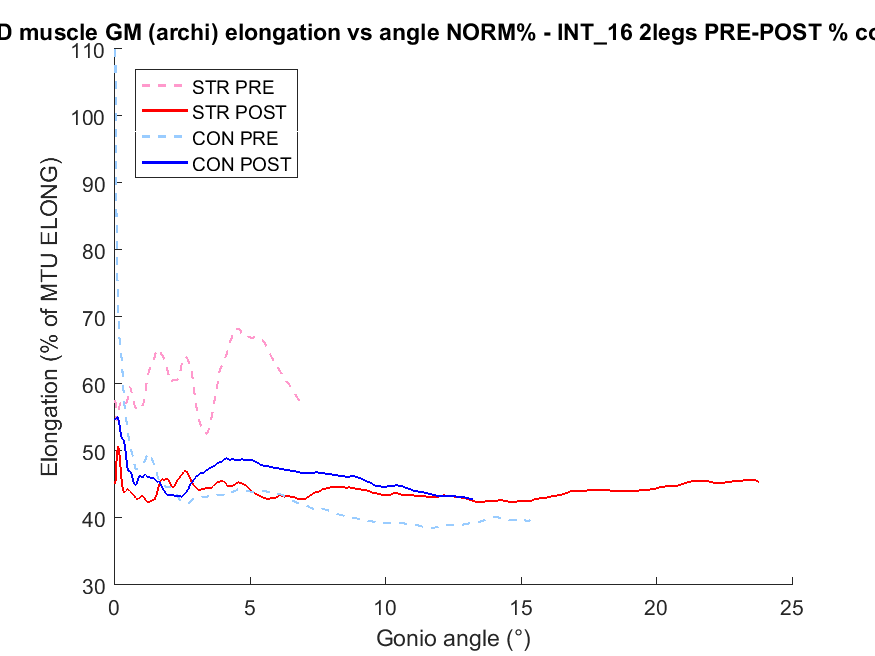 D muscle GM (archi) elongation vs angle NORM% - INT_16 2legs PRE-POST % co
STR PRE
STR POST
CON PRE
CON POST
Elongation (% of MTU ELONG)
110
100
90
80
70
60
50
40
30
0 5 10 15 20 25
Gonio angle (°)